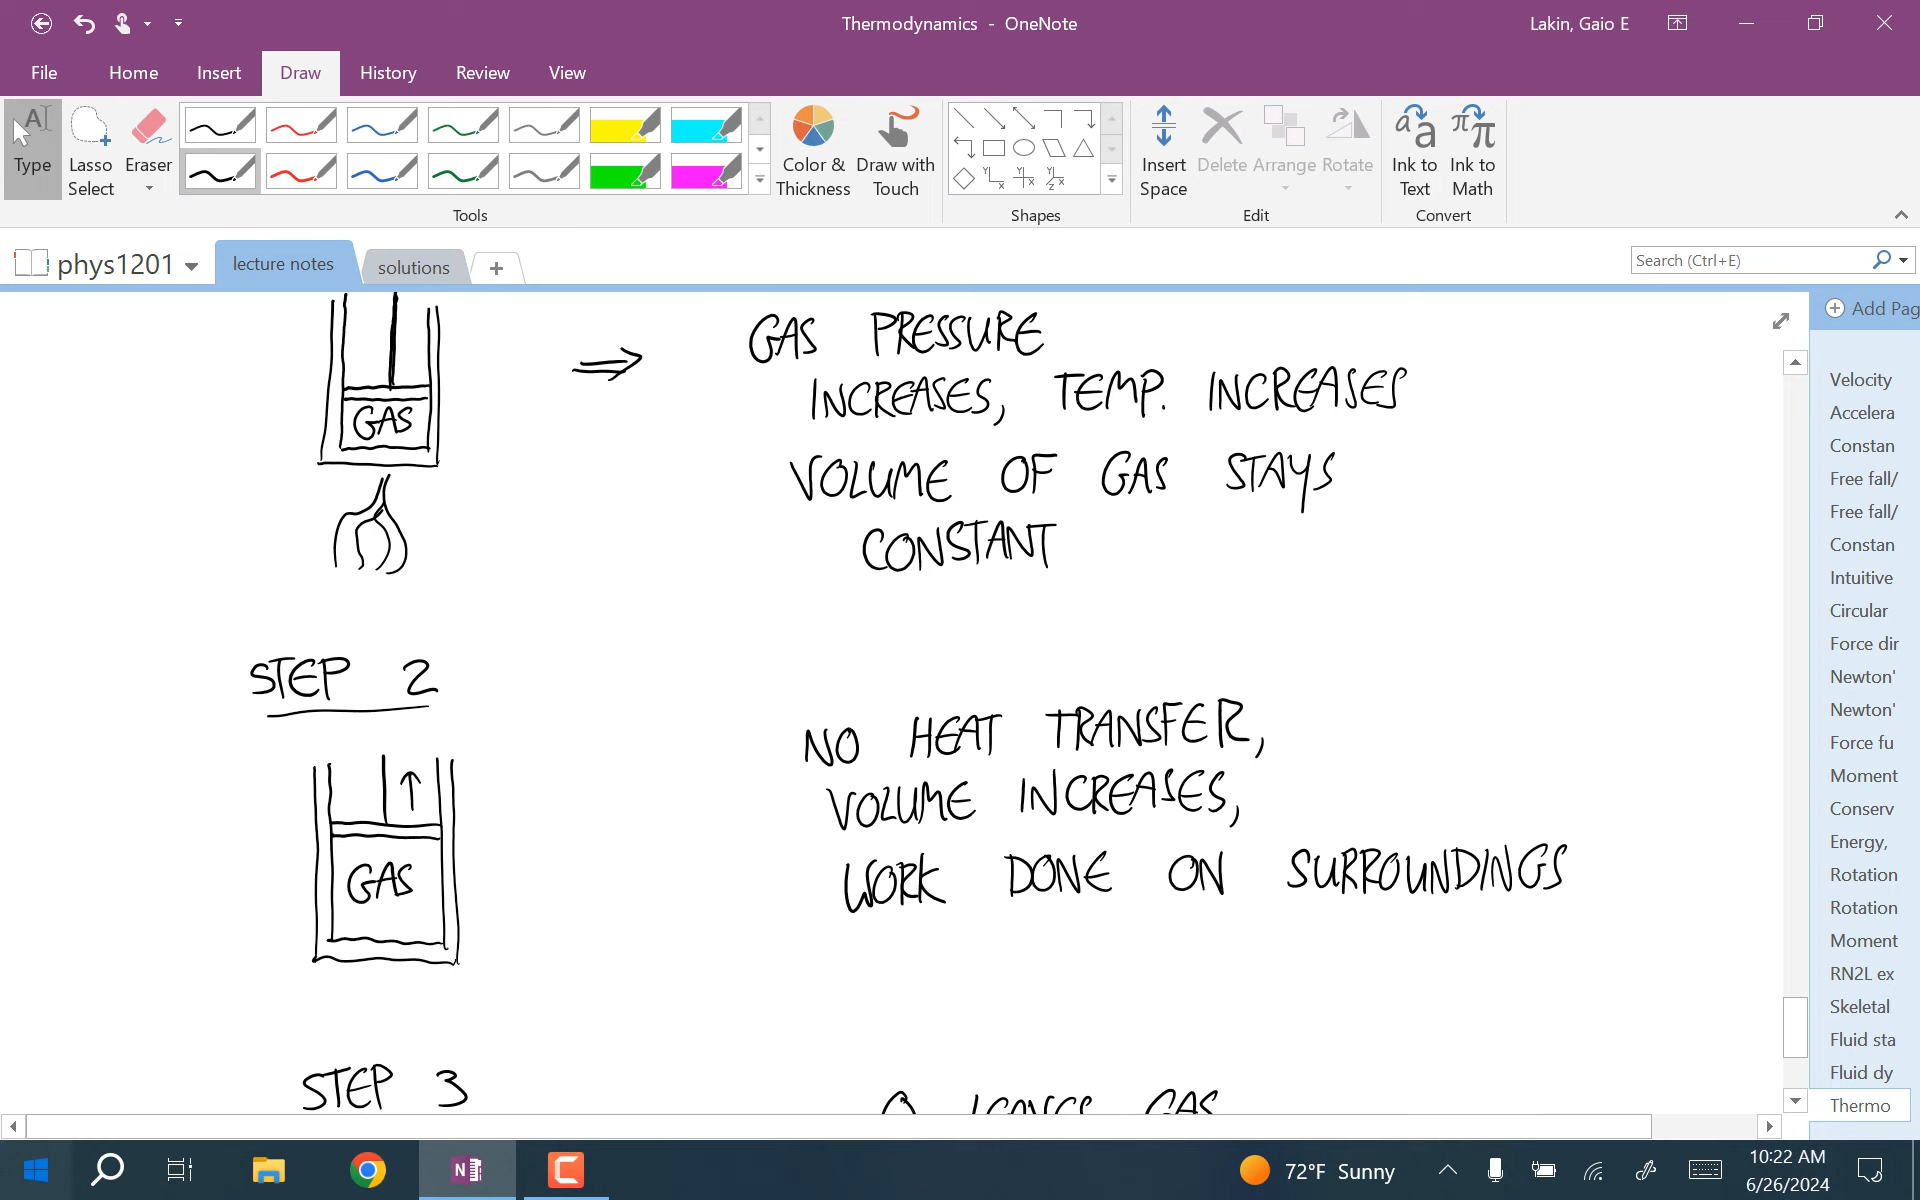 Thermodynamics - OneNote
Lakin, Gaio E
File Home Insert Draw History Review View
Type
Lasso Select
Eraser
Color & Thickness
Draw with Touch
Insert Space
Delete
Arrange
Rotate
Ink to Text
Ink to Math
Tools
Shapes
Edit
Convert
phys1201
lecture notes
solutions
Search (Ctrl+E)
Add Pag
GAS
GAS PRESSURE
INCREASES, TEMP. INCREASES
VOLUME OF GAS STAYS
CONSTANT
STEP 2
GAS
NO HEAT TRANSFER,
VOLUME INCREASES,
WORK DONE ON SURROUNDINGS
STEP 3
Q LEAVES GAS
Velocity
Accelera
Constan
Free fall/
Free fall/
Constan
Intuitive
Circular
Force dir
Newton'
Newton'
Force fu
Moment
Conserv
Energy,
Rotation
Rotation
Moment
RN2L ex
Skeletal
Fluid sta
Fluid dy
Thermo
72°F Sunny
10:22 AM
6/26/2024